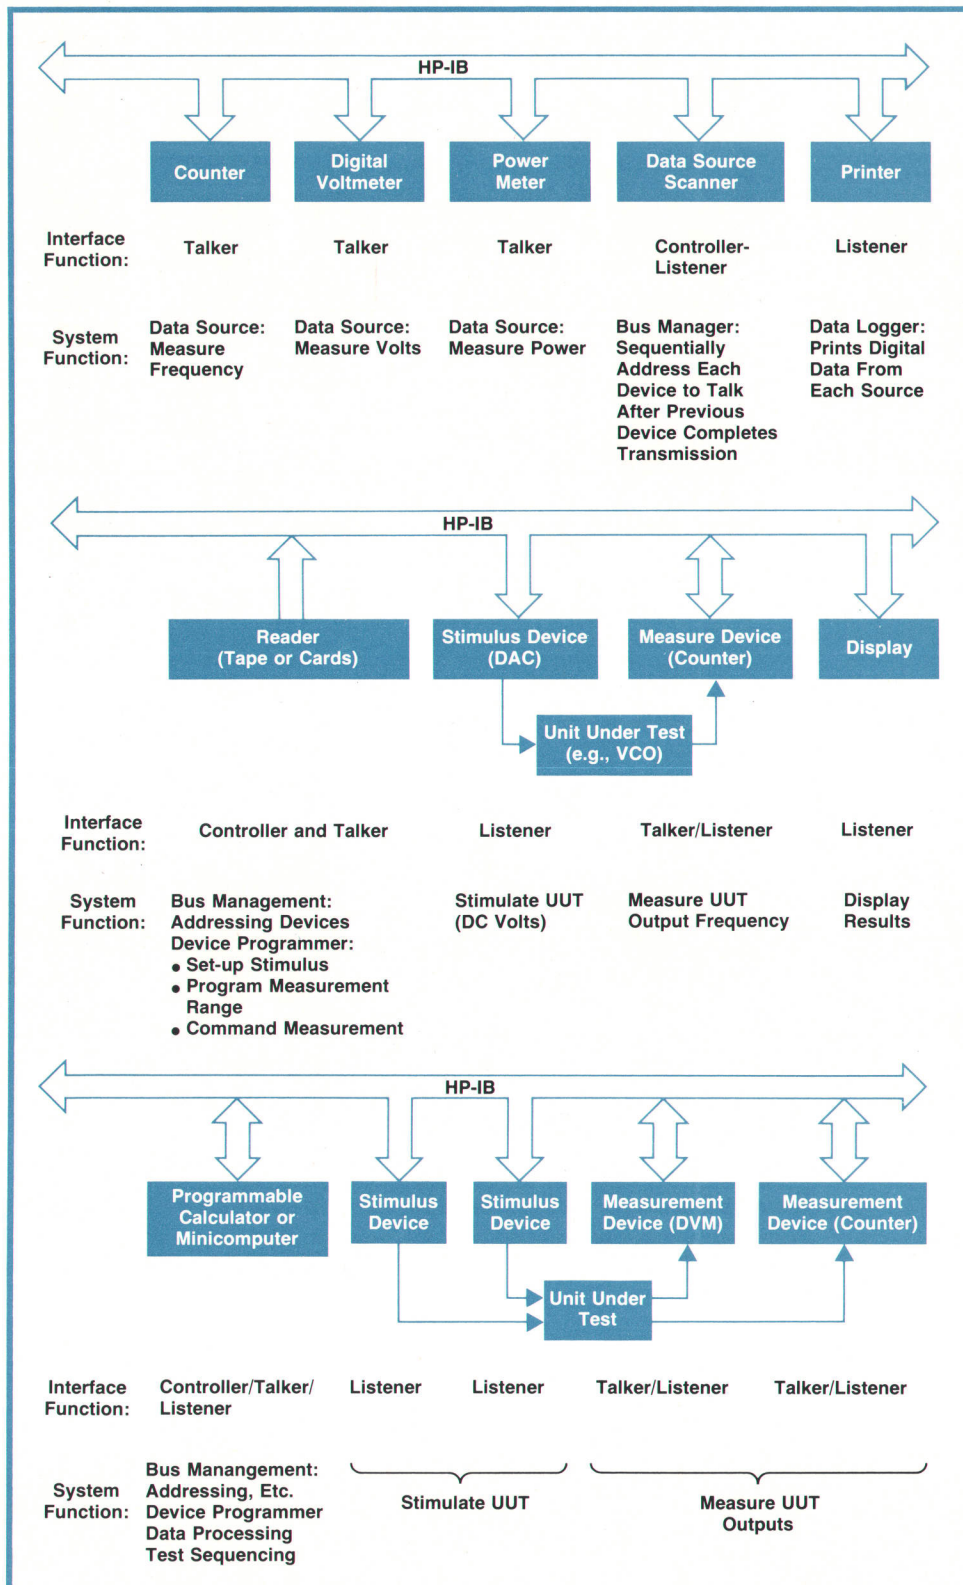 HP-IB
Counter
Digital
Voltmeter
Power
Meter
Data Source
Scanner
Printer
Interface
Function:
Talker
Talker
Talker
Controller-
Listener
Listener
System
Function:
Data Source:
Measure
Frequency
Data Source:
Measure Volts
Data Source:
Measure Power
Bus Manager:
Sequentially
Address Each
Device to Talk
After Previous
Device Completes
Transmission
Data Logger:
Prints Digital
Data From
Each Source
HP-IB
Reader
(Tape or Cards)
Stimulus Device
(DAC)
Measure Device
(Counter)
Display
Unit Under Test
(e.g., VCO)
Interface
Function:
Controller and Talker
Listener
Talker/Listener
Listener
System
Function:
Bus Management:
Addressing Devices
Device Programmer:
• Set-up Stimulus
• Program Measurement
Range
• Command Measurement
Stimulate UUT
(DC Volts)
Measure UUT
Output Frequency
Display
Results
HP-IB
Programmable
Calculator or
Minicomputer
Stimulus
Device
Stimulus
Device
Measurement
Device (DVM)
Measurement
Device (Counter)
Unit Under
Test
Interface
Function:
Controller/Talker/
Listener
Listener
Listener
Talker/Listener
Talker/Listener
System
Function:
Bus Manangement:
Addressing, Etc.
Device Programmer
Data Processing
Test Sequencing
Stimulate UUT
Measure UUT
Outputs